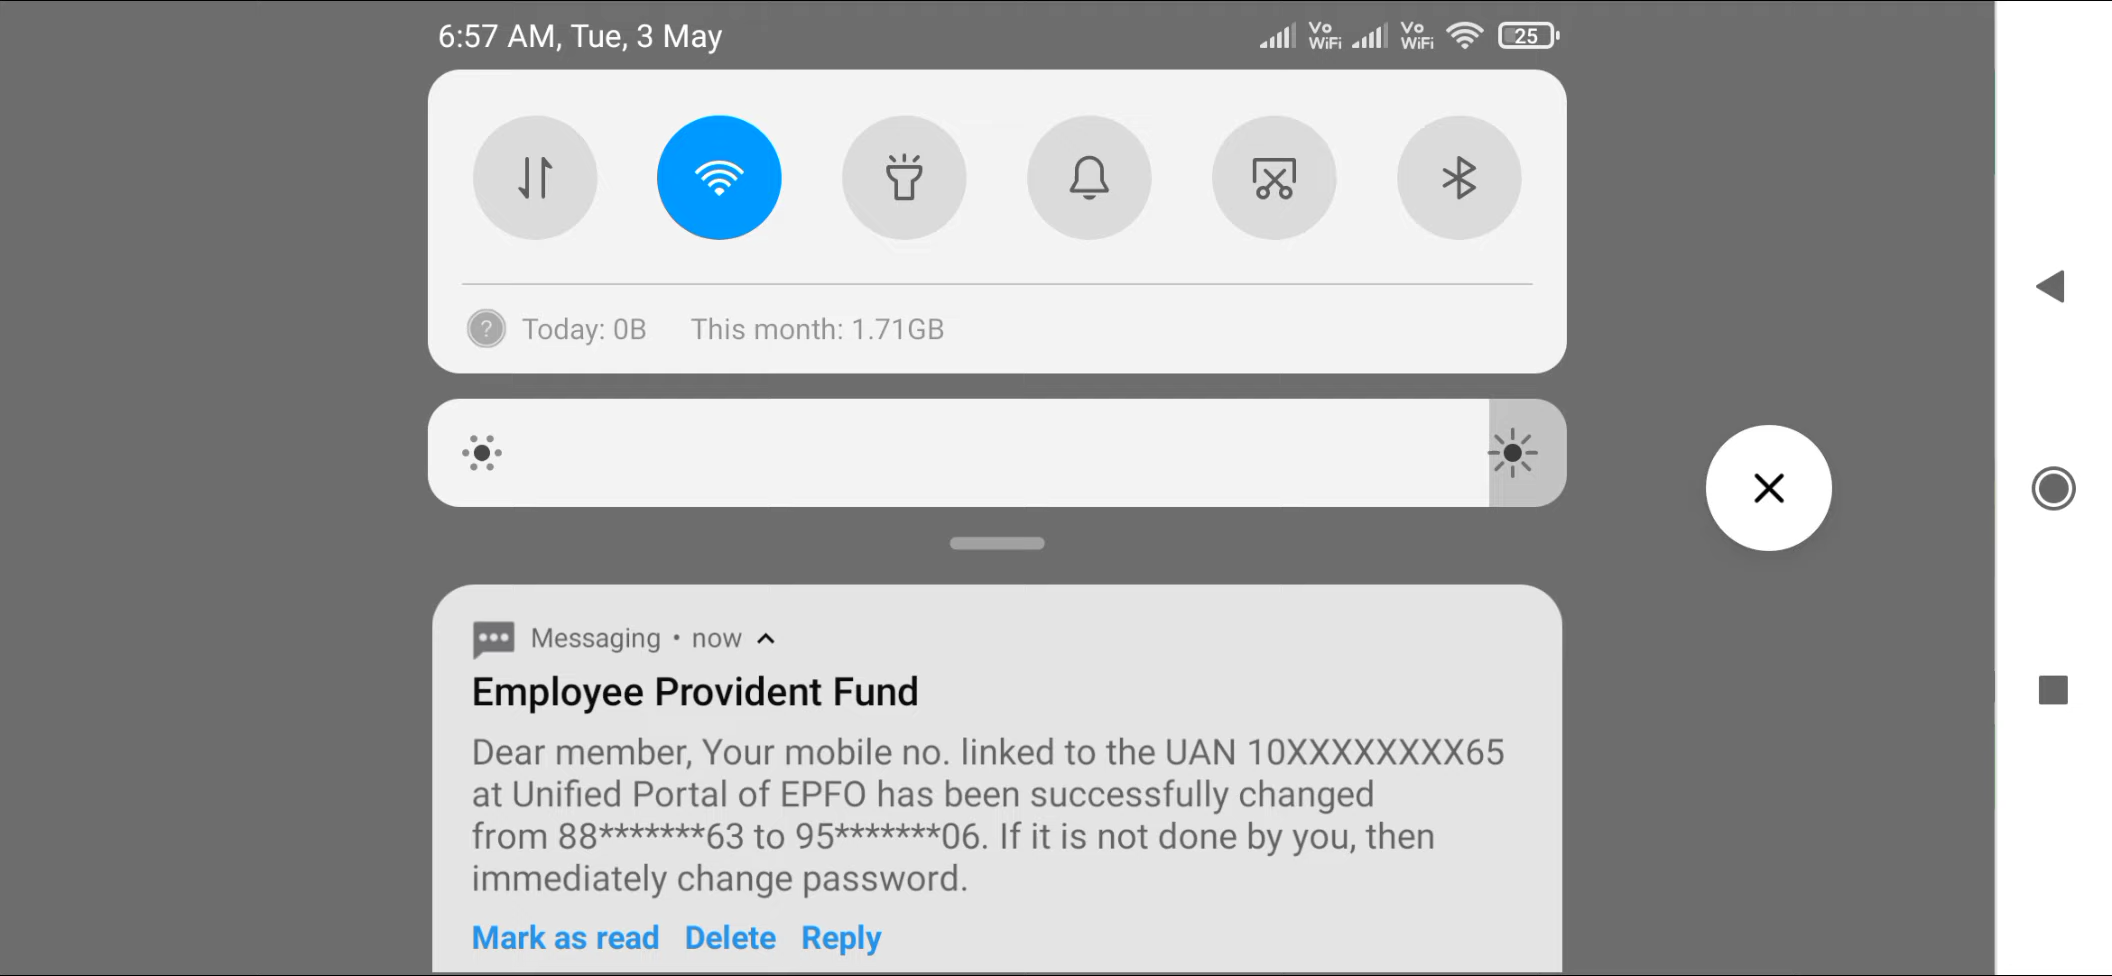 6:57 AM, Tue, 3 May Vo WiFi Vo WiFi 25
? Today: 0B This month: 1.71GB
Messaging • now
Employee Provident Fund
Dear member, Your mobile no. linked to the UAN 10XXXXXXXX65
at Unified Portal of EPFO has been successfully changed
from 88*******63 to 95*******06. If it is not done by you, then
immediately change password.
Mark as read Delete Reply